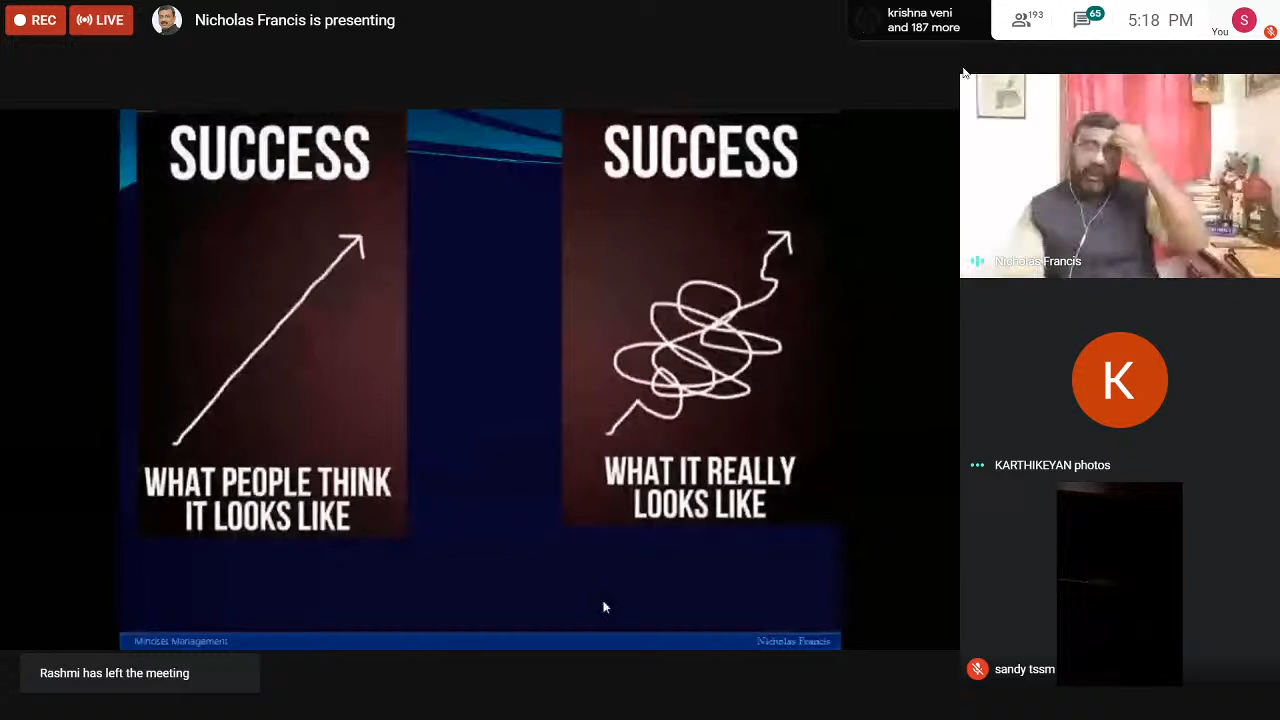 REC
LIVE
Nicholas Francis is presenting
krishna veni
and 187 more
193
65
5:18 PM
You
S
SUCCESS
WHAT PEOPLE THINK
IT LOOKS LIKE
SUCCESS
WHAT IT REALLY
LOOKS LIKE
Mindset Management
Nicholas Francis
Nicholas Francis
K
KARTHIKEYAN photos
sandy tssm
Rashmi has left the meeting